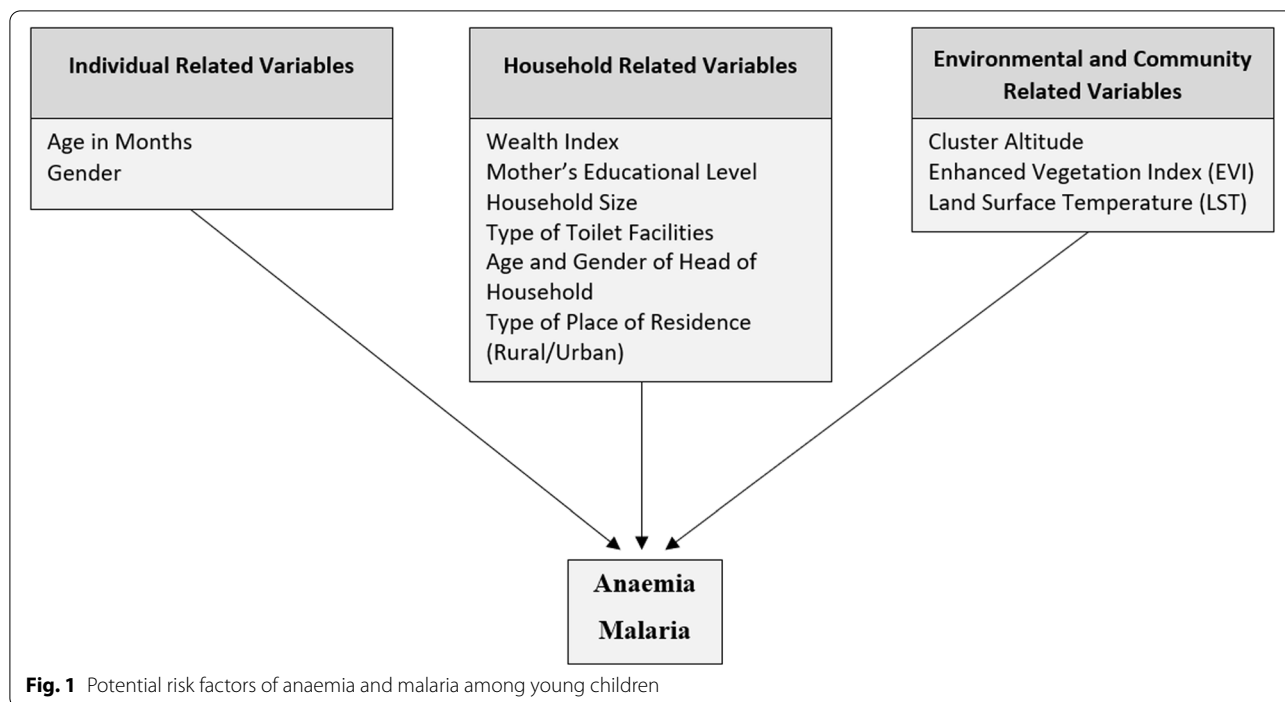 Individual Related Variables
Age in Months
Gender
Household Related Variables
Wealth Index
Mother's Educational Level
Household Size
Type of Toilet Facilities
Age and Gender of Head of
Household
Type of Place of Residence
(Rural/Urban)
Environmental and Community
Related Variables
Cluster Altitude
Enhanced Vegetation Index (EVI)
Land Surface Temperature (LST)
Anaemia
Malaria
Fig. 1 Potential risk factors of anaemia and malaria among young children